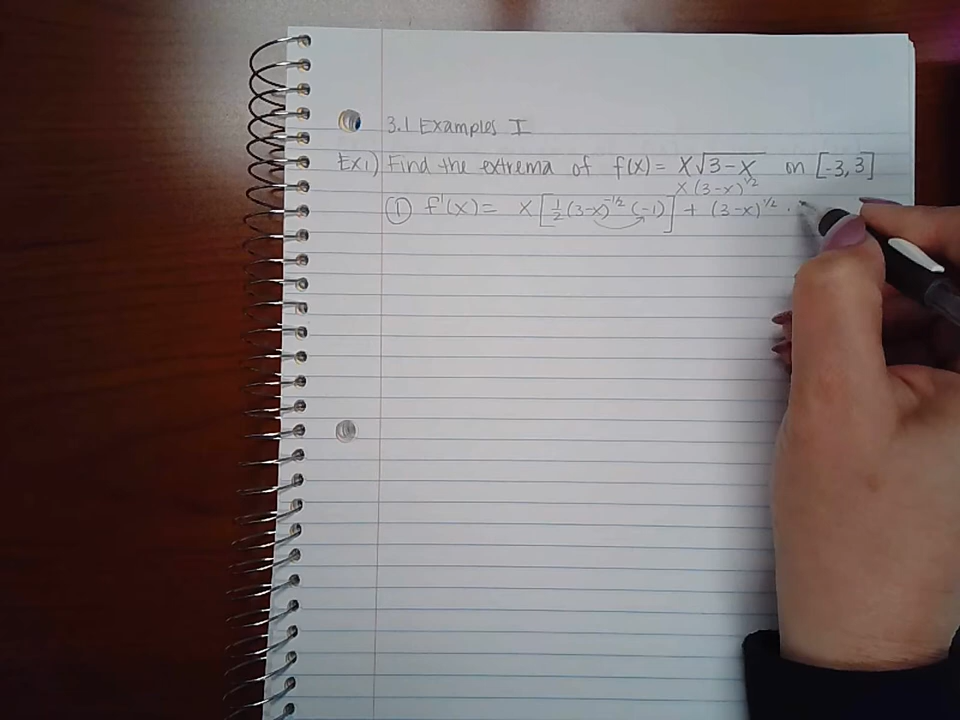 3.1 Examples I
Ex1) Find the extrema of f(x) = x√3-x on [-3, 3]
x(3-x)^1/2
① f'(x) = x [1/2(3-x)^-1/2 (-1)] + (3-x)^1/2 ·